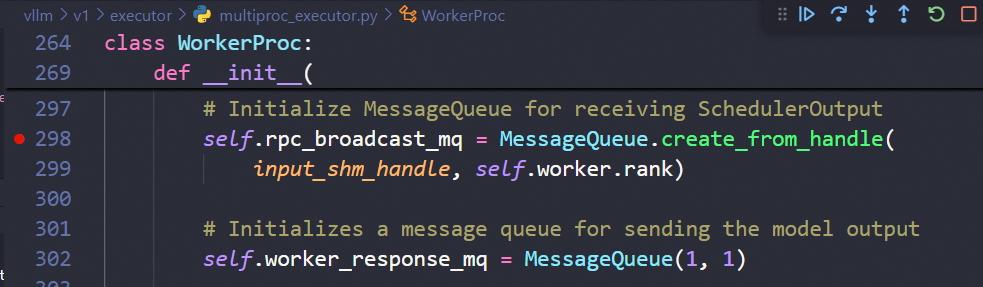 vllm > v1 > executor > multiproc_executor.py > WorkerProc
264 class WorkerProc:
269 def __init__(
297 # Initialize MessageQueue for receiving SchedulerOutput
298 self.rpc_broadcast_mq = MessageQueue.create_from_handle(
299 input_shm_handle, self.worker.rank)
300
301 # Initializes a message queue for sending the model output
302 self.worker_response_mq = MessageQueue(1, 1)